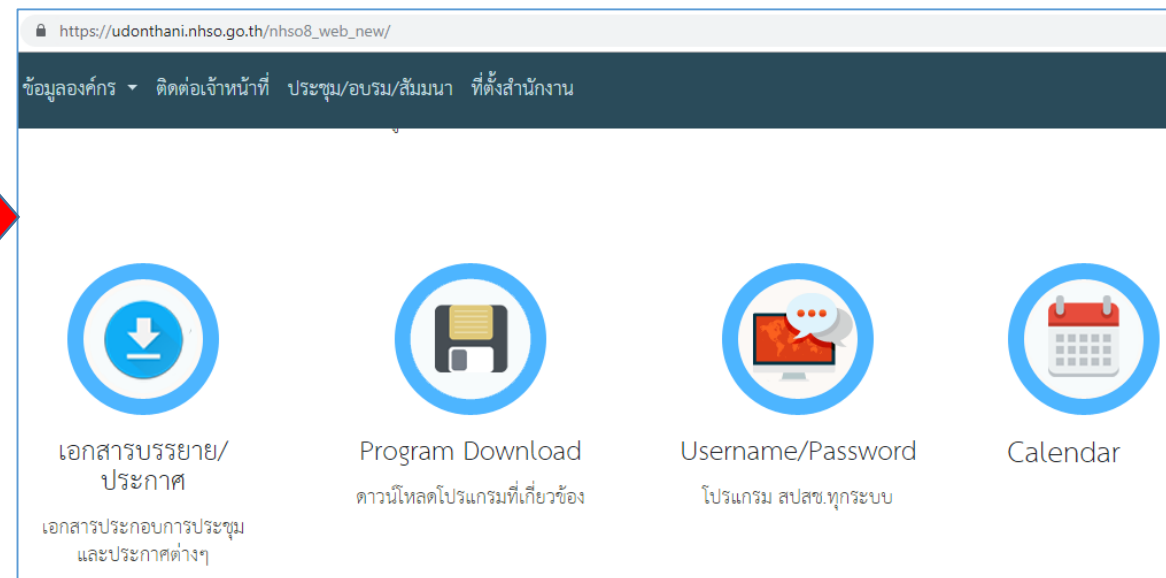 https://udonthani.nhso.go.th/nhso8_web_new/
ข้อมูลองค์กร ติดต่อเจ้าหน้าที่ ประชุม/อบรม/สัมมนา ที่ตั้งสำนักงาน
เอกสารบรรยาย/
ประกาศ
เอกสารประกอบการประชุม
และประกาศต่างๆ
Program Download
ดาวน์โหลดโปรแกรมที่เกี่ยวข้อง
Username/Password
โปรแกรม สปสช.ทุกระบบ
Calendar